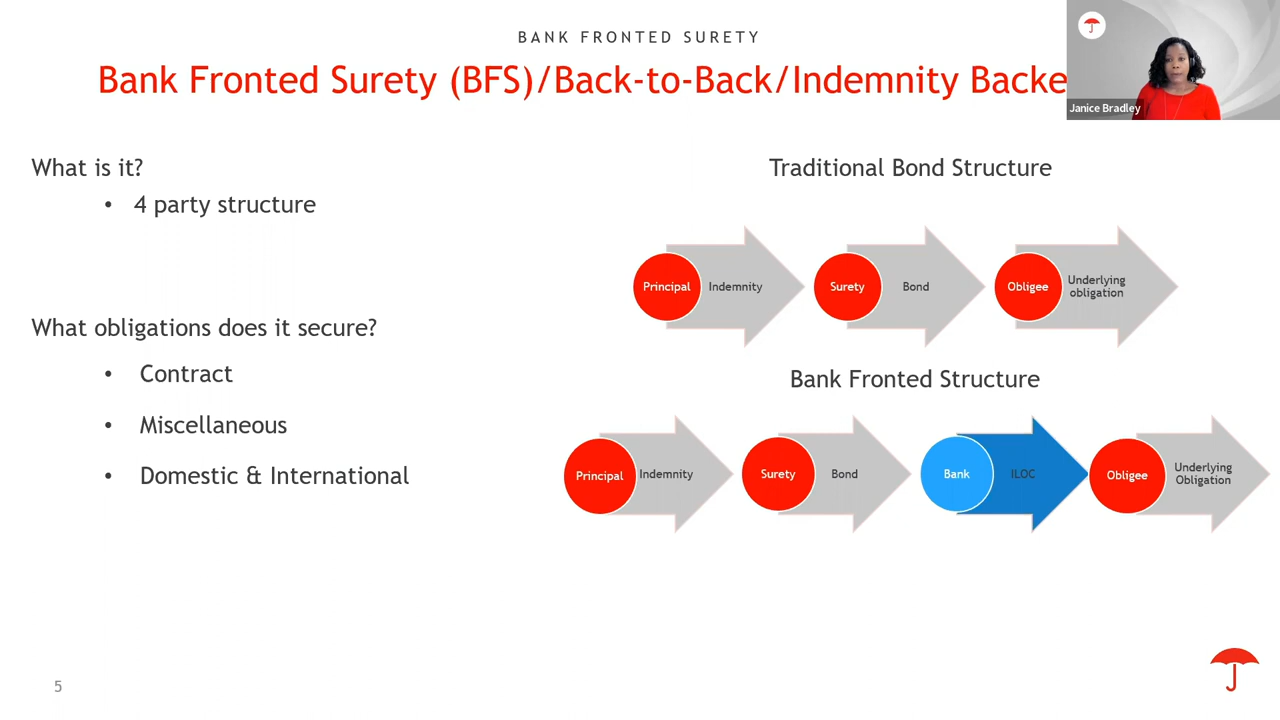 BANK FRONTED SURETY
Bank Fronted Surety (BFS)/Back-to-Back/Indemnity Backe
Janice Bradley
What is it?
• 4 party structure
What obligations does it secure?
• Contract
• Miscellaneous
• Domestic & International
Traditional Bond Structure
Principal
Indemnity
Surety
Bond
Obligee
Underlying
obligation
Bank Fronted Structure
Principal
Indemnity
Surety
Bond
Bank
ILOC
Obligee
Underlying
Obligation
5